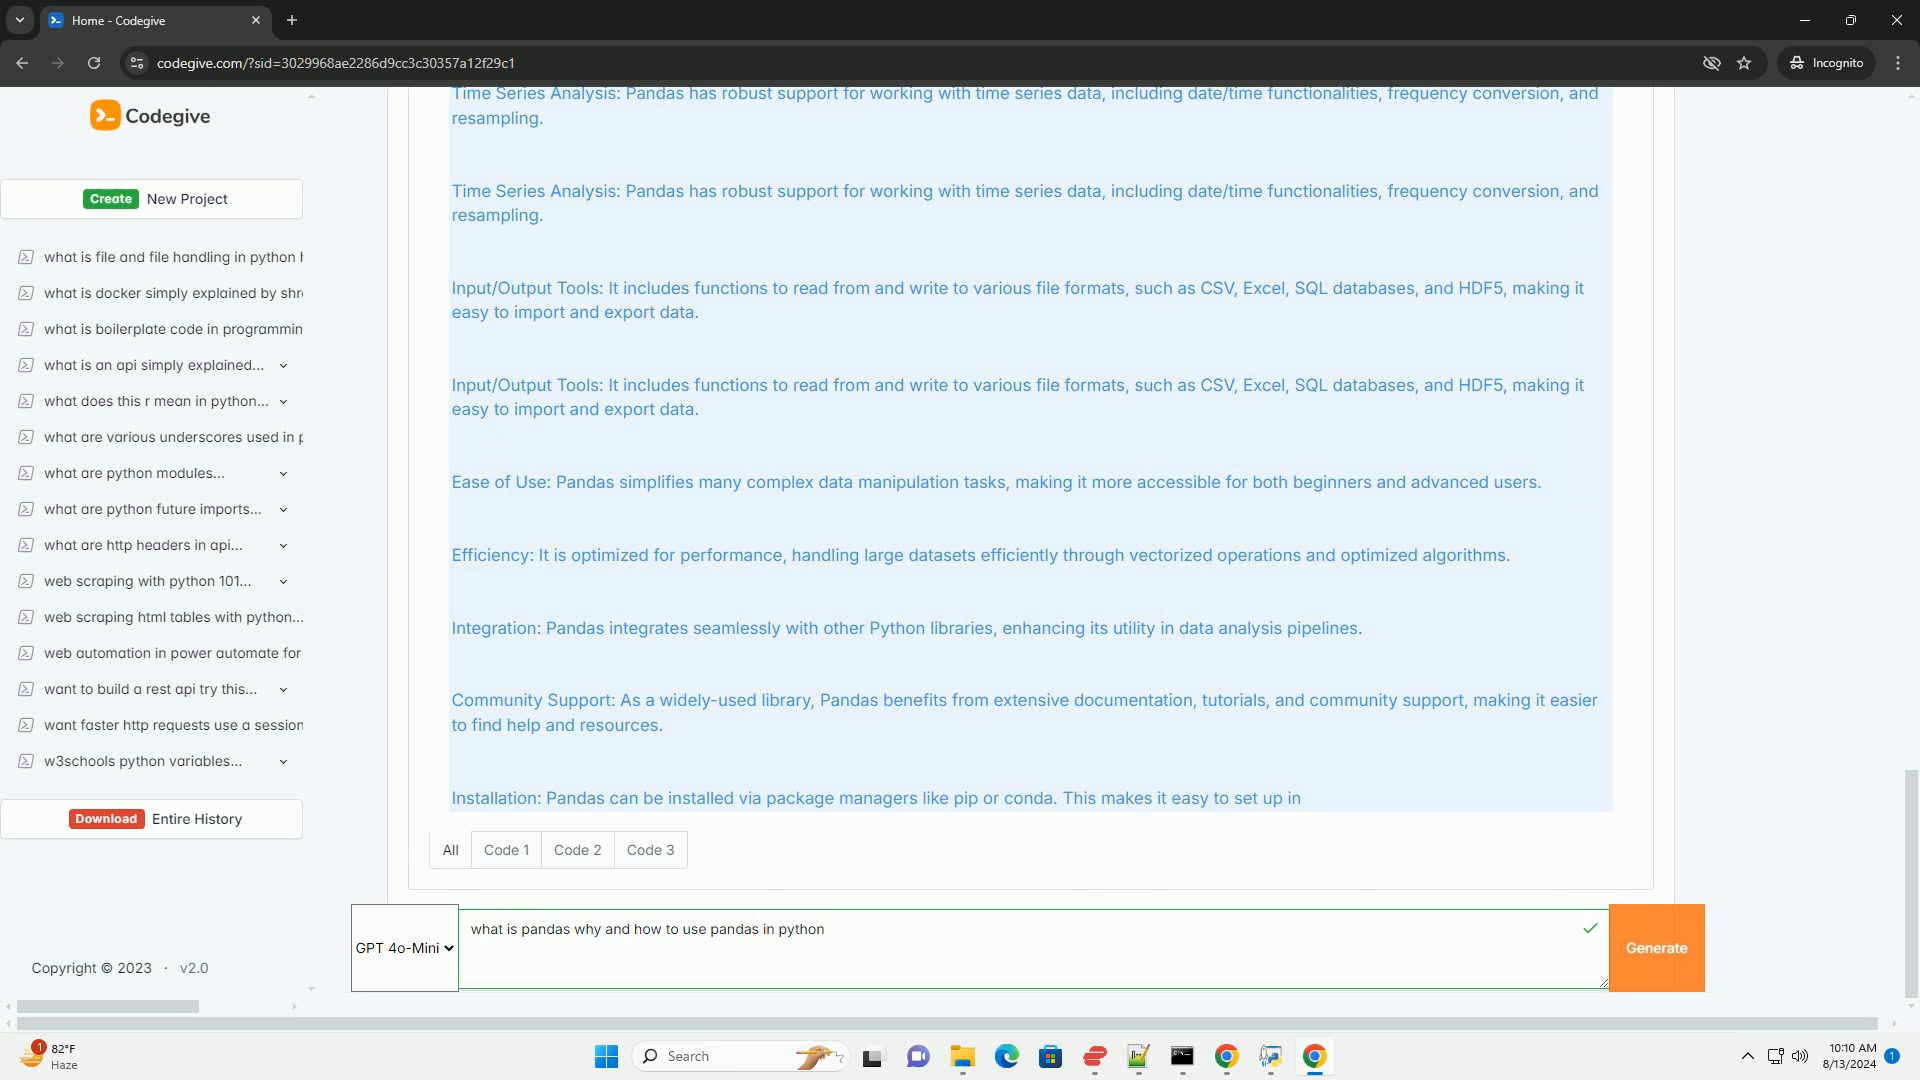 Home - Codegive
codegive.com/?sid=3029968ae2286d9cc3c30357a12f29c1
Incognito
Codegive
Create New Project
what is file and file handling in python
what is docker simply explained by shr
what is boilerplate code in programmin
what is an api simply explained...
what does this r mean in python...
what are various underscores used in p
what are python modules...
what are python future imports...
what are http headers in api...
web scraping with python 101...
web scraping html tables with python...
web automation in power automate for
want to build a rest api try this...
want faster http requests use a session
w3schools python variables...
Download Entire History
Copyright © 2023 · v2.0
Time Series Analysis: Pandas has robust support for working with time series data, including date/time functionalities, frequency conversion, and
resampling.
Time Series Analysis: Pandas has robust support for working with time series data, including date/time functionalities, frequency conversion, and
resampling.
Input/Output Tools: It includes functions to read from and write to various file formats, such as CSV, Excel, SQL databases, and HDF5, making it
easy to import and export data.
Input/Output Tools: It includes functions to read from and write to various file formats, such as CSV, Excel, SQL databases, and HDF5, making it
easy to import and export data.
Ease of Use: Pandas simplifies many complex data manipulation tasks, making it more accessible for both beginners and advanced users.
Efficiency: It is optimized for performance, handling large datasets efficiently through vectorized operations and optimized algorithms.
Integration: Pandas integrates seamlessly with other Python libraries, enhancing its utility in data analysis pipelines.
Community Support: As a widely-used library, Pandas benefits from extensive documentation, tutorials, and community support, making it easier
to find help and resources.
Installation: Pandas can be installed via package managers like pip or conda. This makes it easy to set up in
All Code 1 Code 2 Code 3
GPT 4o-Mini
what is pandas why and how to use pandas in python
Generate
1
82°F
Haze
Search
10:10 AM
8/13/2024
1